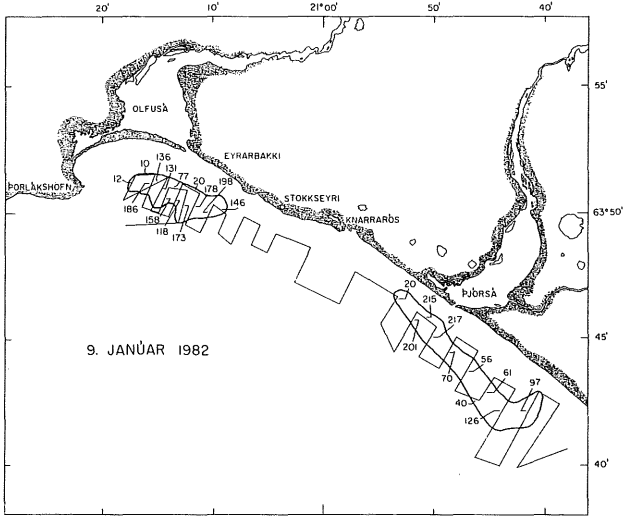 20' 10' 21°00' 50' 40'
55'
OLFUSÁ
EYRARBAKKI
ÞORLÁKSHÖFN
STOKKSEYRI
KNARRARÓS
63°50'
12 10 136 131 77 20 178 198 146
186 158 118 173
ÞJÓRSÁ
20 215 217
201 70 56 61 97
40 126
45'
9. JANÚAR 1982
40'